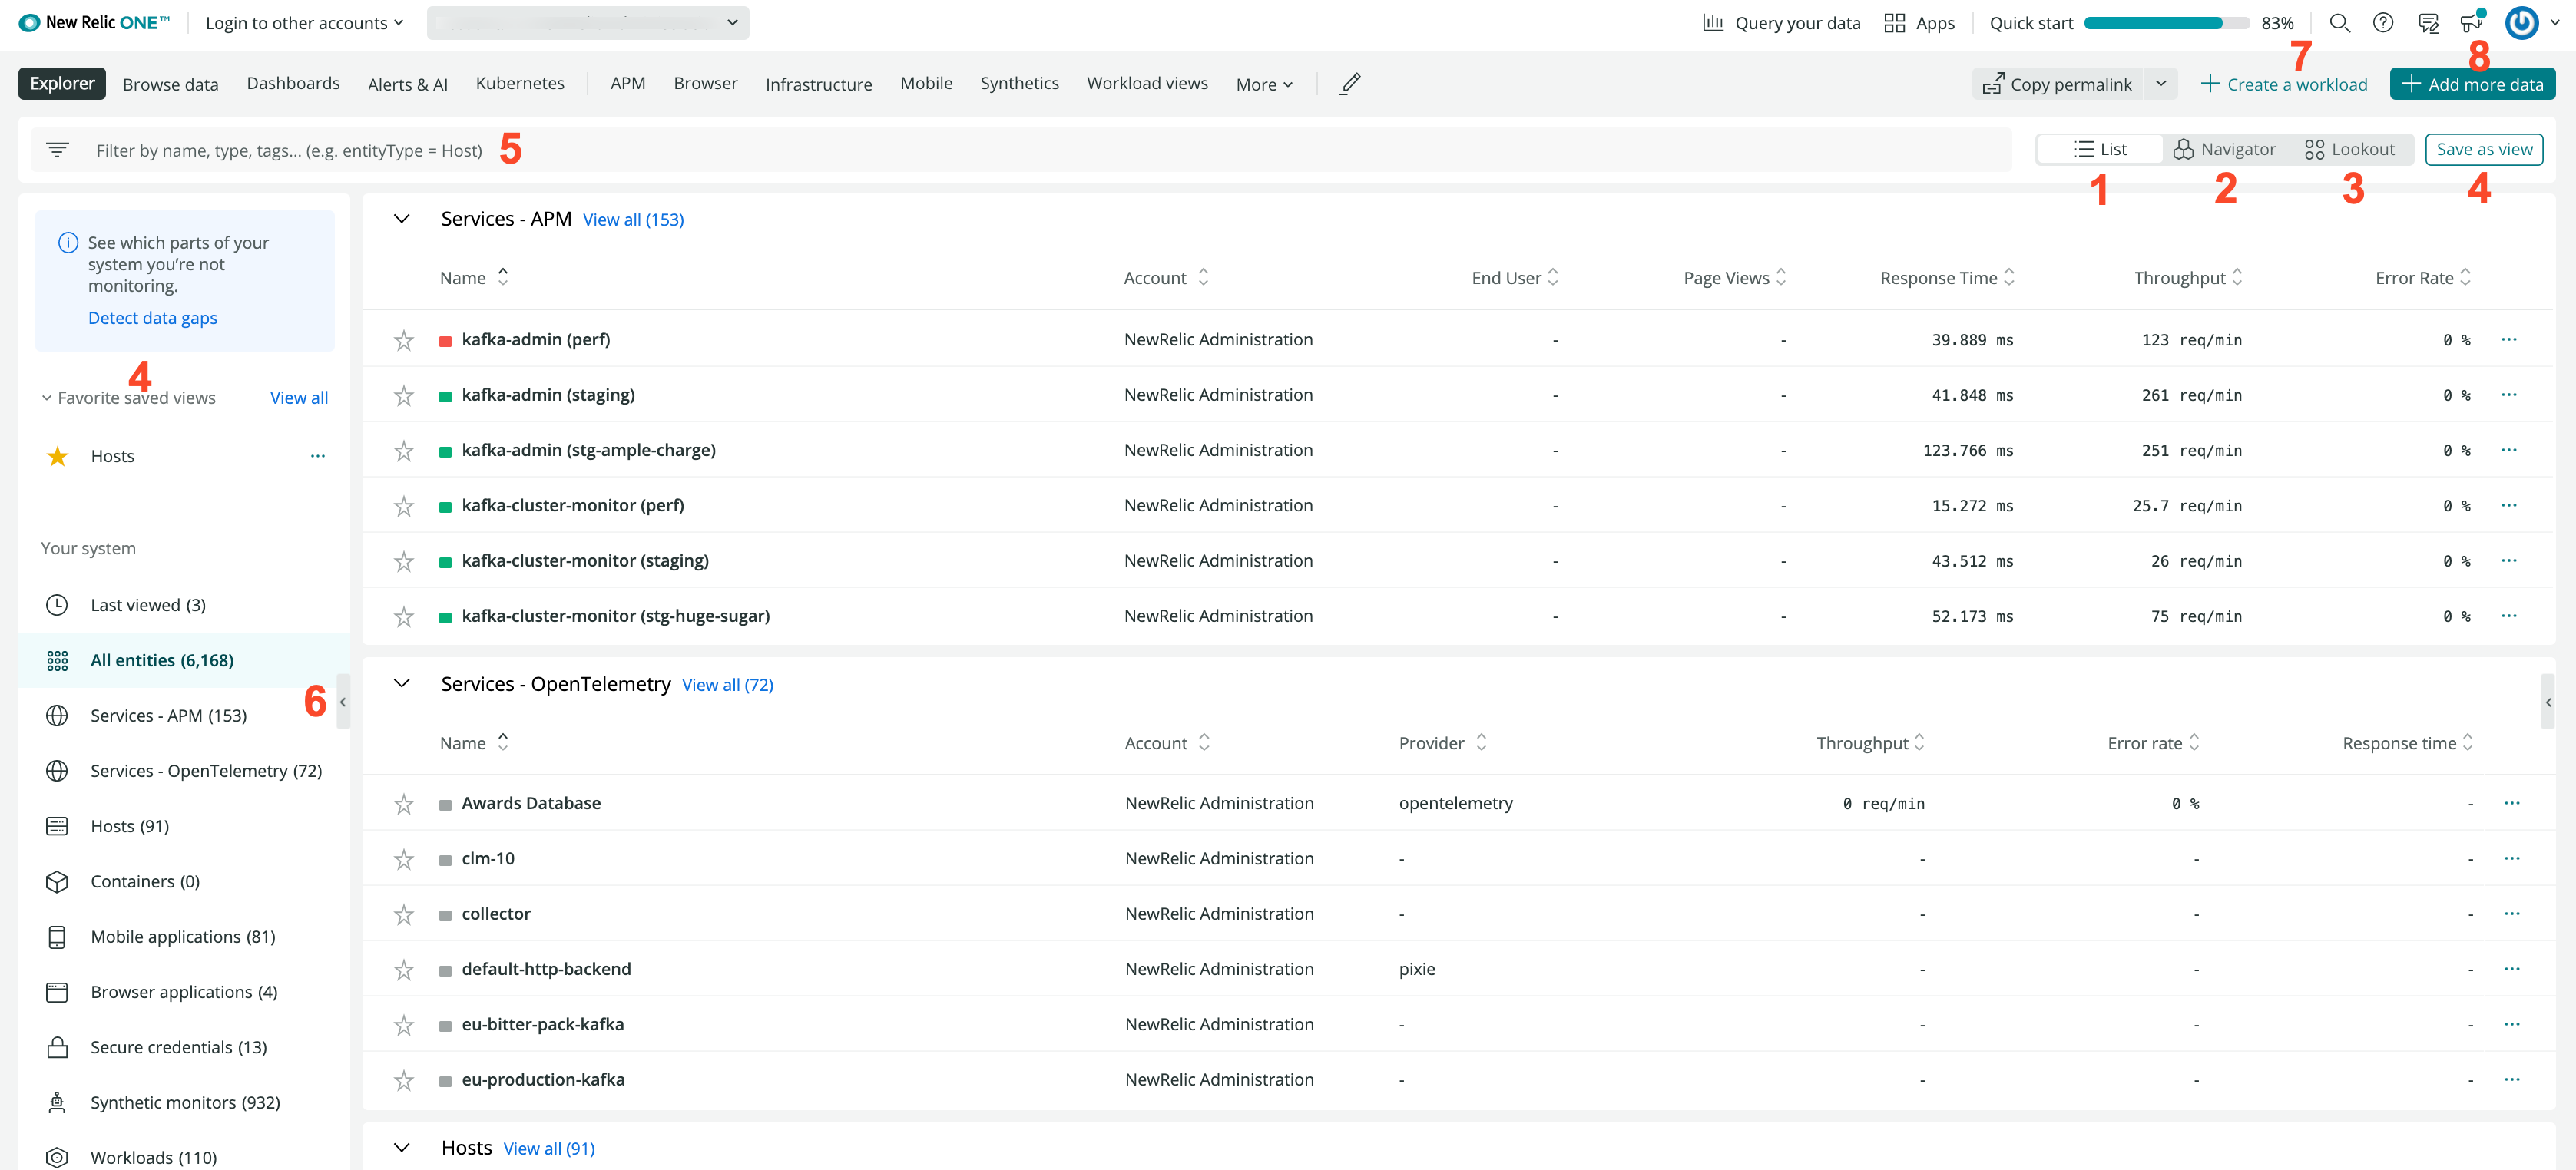 New Relic ONE™ Login to other accounts Query your data Apps Quick start 83%
7 8
Explorer Browse data Dashboards Alerts & AI Kubernetes APM Browser Infrastructure Mobile Synthetics Workload views More Copy permalink Create a workload Add more data
Filter by name, type, tags... (e.g. entityType = Host) 5 List Navigator Lookout Save as view
1 2 3 4
See which parts of your
system you're not
monitoring.
Detect data gaps
4
Favorite saved views View all
Hosts ...
Your system
Last viewed (3)
All entities (6,168)
6
Services - APM (153)
Services - OpenTelemetry (72)
Hosts (91)
Containers (0)
Mobile applications (81)
Browser applications (4)
Secure credentials (13)
Synthetic monitors (932)
Workloads (110)
Services - APM View all (153)
Name Account End User Page Views Response Time Throughput Error Rate
kafka-admin (perf) NewRelic Administration - - 39.889 ms 123 req/min 0 % ...
kafka-admin (staging) NewRelic Administration - - 41.848 ms 261 req/min 0 % ...
kafka-admin (stg-ample-charge) NewRelic Administration - - 123.766 ms 251 req/min 0 % ...
kafka-cluster-monitor (perf) NewRelic Administration - - 15.272 ms 25.7 req/min 0 % ...
kafka-cluster-monitor (staging) NewRelic Administration - - 43.512 ms 26 req/min 0 % ...
kafka-cluster-monitor (stg-huge-sugar) NewRelic Administration - - 52.173 ms 75 req/min 0 % ...
Services - OpenTelemetry View all (72)
Name Account Provider Throughput Error rate Response time
Awards Database NewRelic Administration opentelemetry 0 req/min 0 % - ...
clm-10 NewRelic Administration - - - - ...
collector NewRelic Administration - - - - ...
default-http-backend NewRelic Administration pixie - - - ...
eu-bitter-pack-kafka NewRelic Administration - - - - ...
eu-production-kafka NewRelic Administration - - - - ...
Hosts View all (91)